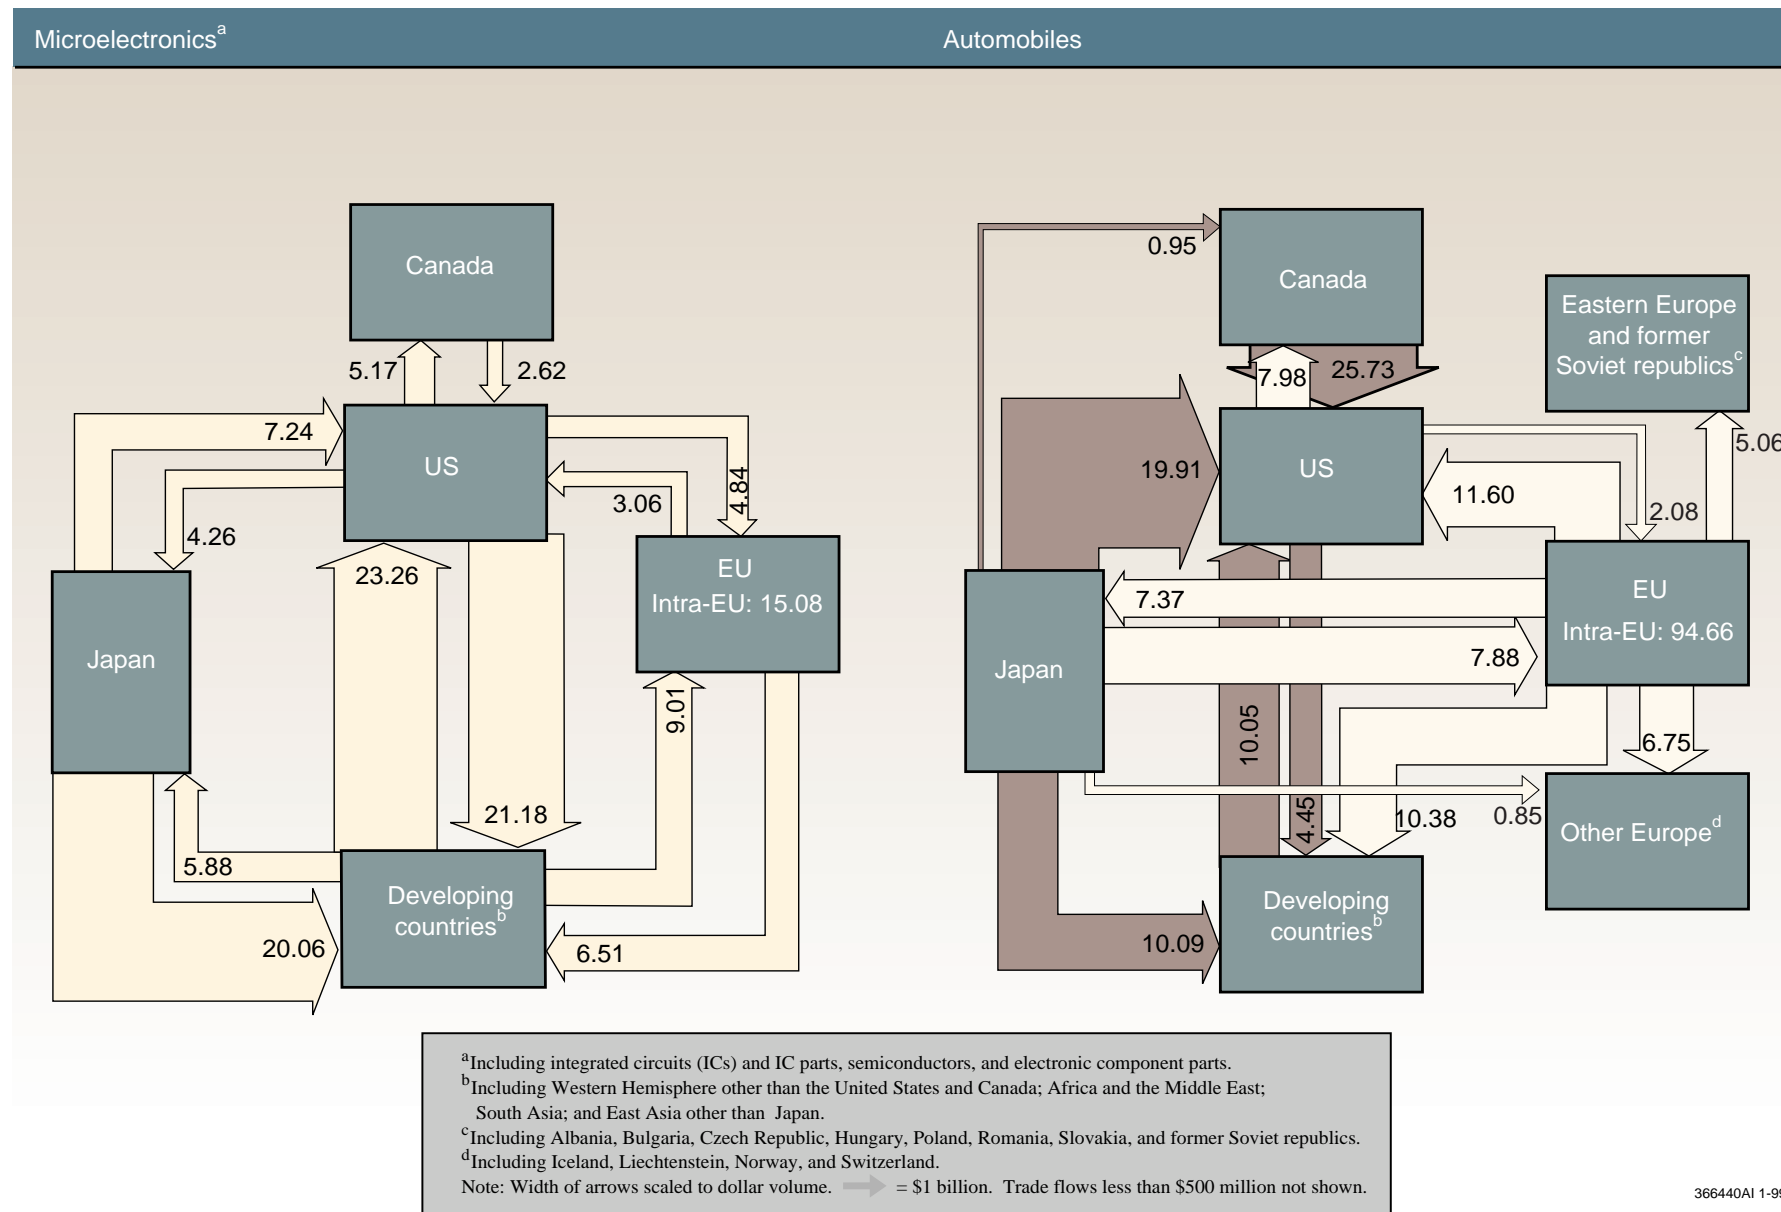 Microelectronicsa
Automobiles
Canada
5.17
2.62
7.24
US
4.26
4.84
3.06
23.26
EU
Intra-EU: 15.08
Japan
9.01
21.18
5.88
Developing
countriesb
20.06
6.51
0.95
Canada
Eastern Europe
and former
Soviet republicsc
7.98
25.73
5.06
19.91
US
11.60
2.08
7.37
EU
Intra-EU: 94.66
Japan
7.88
10.05
6.75
4.45
10.38
0.85
Other Europed
Developing
countriesb
10.09
aIncluding integrated circuits (ICs) and IC parts, semiconductors, and electronic component parts.
bIncluding Western Hemisphere other than the United States and Canada; Africa and the Middle East;
South Asia; and East Asia other than Japan.
cIncluding Albania, Bulgaria, Czech Republic, Hungary, Poland, Romania, Slovakia, and former Soviet republics.
dIncluding Iceland, Liechtenstein, Norway, and Switzerland.
Note: Width of arrows scaled to dollar volume. = $1 billion. Trade flows less than $500 million not shown.
366440AI 1-99